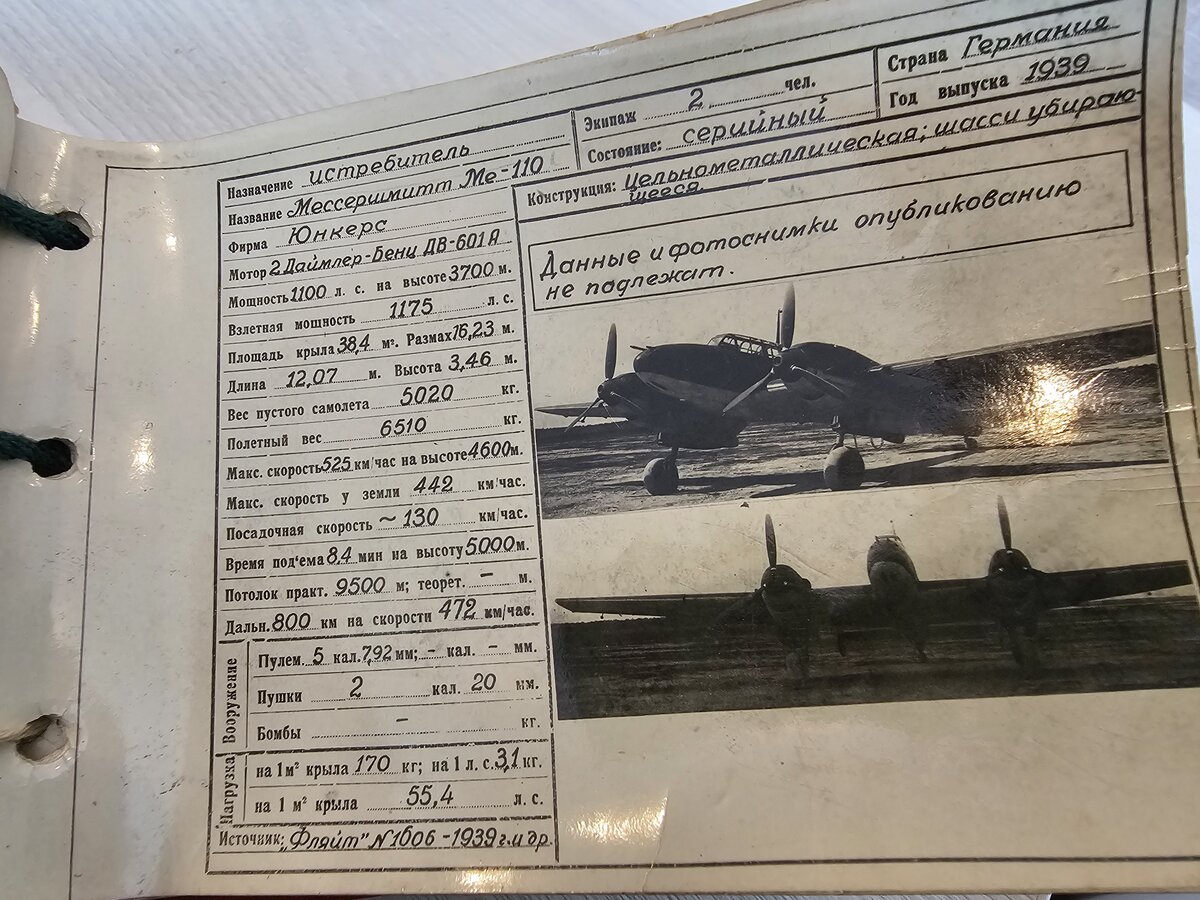 Страна Германия
Год выпуска 1939
Экипаж 2 чел.
Состояние: серийный
Конструкция: Цельнометаллическая; шасси убираю-
щееся
Данные и фотоснимки опубликованию
не подлежат.
Назначение истребитель
Название Мессершмитт Ме-110
Фирма Юнкерс
Мотор 2 Даймлер-Бенц ДВ-601А
Мощность 1100 л. с. на высоте 3700 м.
Взлетная мощность 1175 л. с.
Площадь крыла 38,4 м². Размах 16,23 м.
Длина 12,07 м. Высота 3,46 м.
Вес пустого самолета 5020 кг.
Полетный вес 6510 кг.
Макс. скорость 525 км/час на высоте 4600 м.
Макс. скорость у земли 442 км/час.
Посадочная скорость ~ 130 км/час.
Время под'ема 8,4 мин на высоту 5000 м.
Потолок практ. 9500 м; теорет. – м.
Дальн. 800 км на скорости 472 км/час.
Вооружение
Пулем. 5 кал. 7,92 мм; - кал. - мм.
Пушки 2 кал. 20 мм.
Бомбы – кг.
Нагрузка
на 1 м² крыла 170 кг; на 1 л. с. 3,1 кг.
на 1 м² крыла 55,4 л. с.
Источник: „Фляйт" N 1606 - 1939 г. и др.